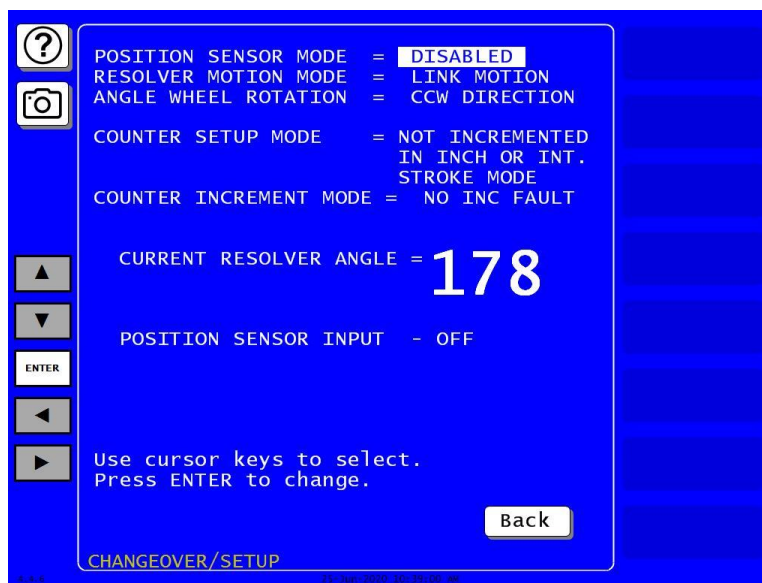 ?
POSITION SENSOR MODE = DISABLED
RESOLVER MOTION MODE = LINK MOTION
ANGLE WHEEL ROTATION = CCW DIRECTION
COUNTER SETUP MODE = NOT INCREMENTED
IN INCH OR INT.
STROKE MODE
COUNTER INCREMENT MODE = NO INC FAULT
CURRENT RESOLVER ANGLE = 178
POSITION SENSOR INPUT - OFF
ENTER
Use cursor keys to select.
Press ENTER to change.
Back
CHANGEOVER/SETUP